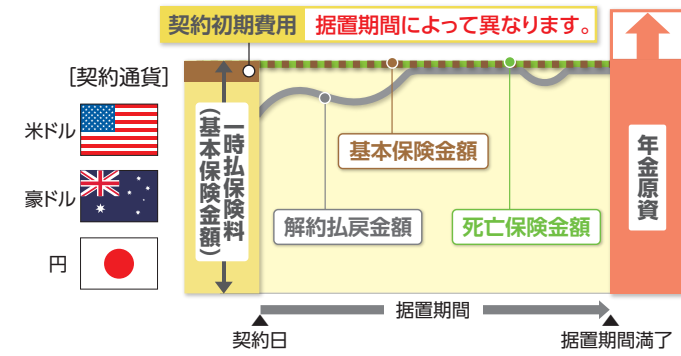 契約初期費用 据置期間によって異なります。
[契約通貨]
米ドル
豪ドル
円
一時払保険料
(基本保険金額)
基本保険金額
解約払戻金額
死亡保険金額
年金原資
据置期間
契約日
据置期間満了